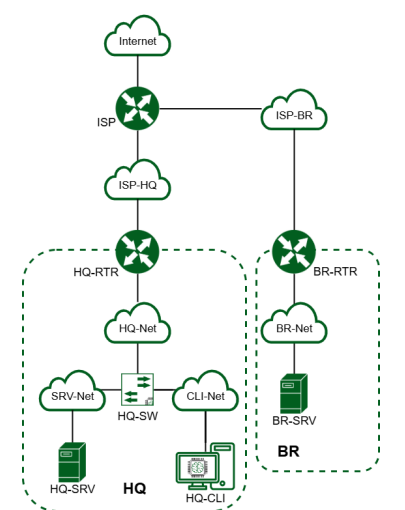 Internet
ISP
ISP-BR
ISP-HQ
HQ-RTR
BR-RTR
HQ-Net
BR-Net
SRV-Net
CLI-Net
HQ-SW
BR-SRV
BR
HQ-SRV
HQ
HQ-CLI